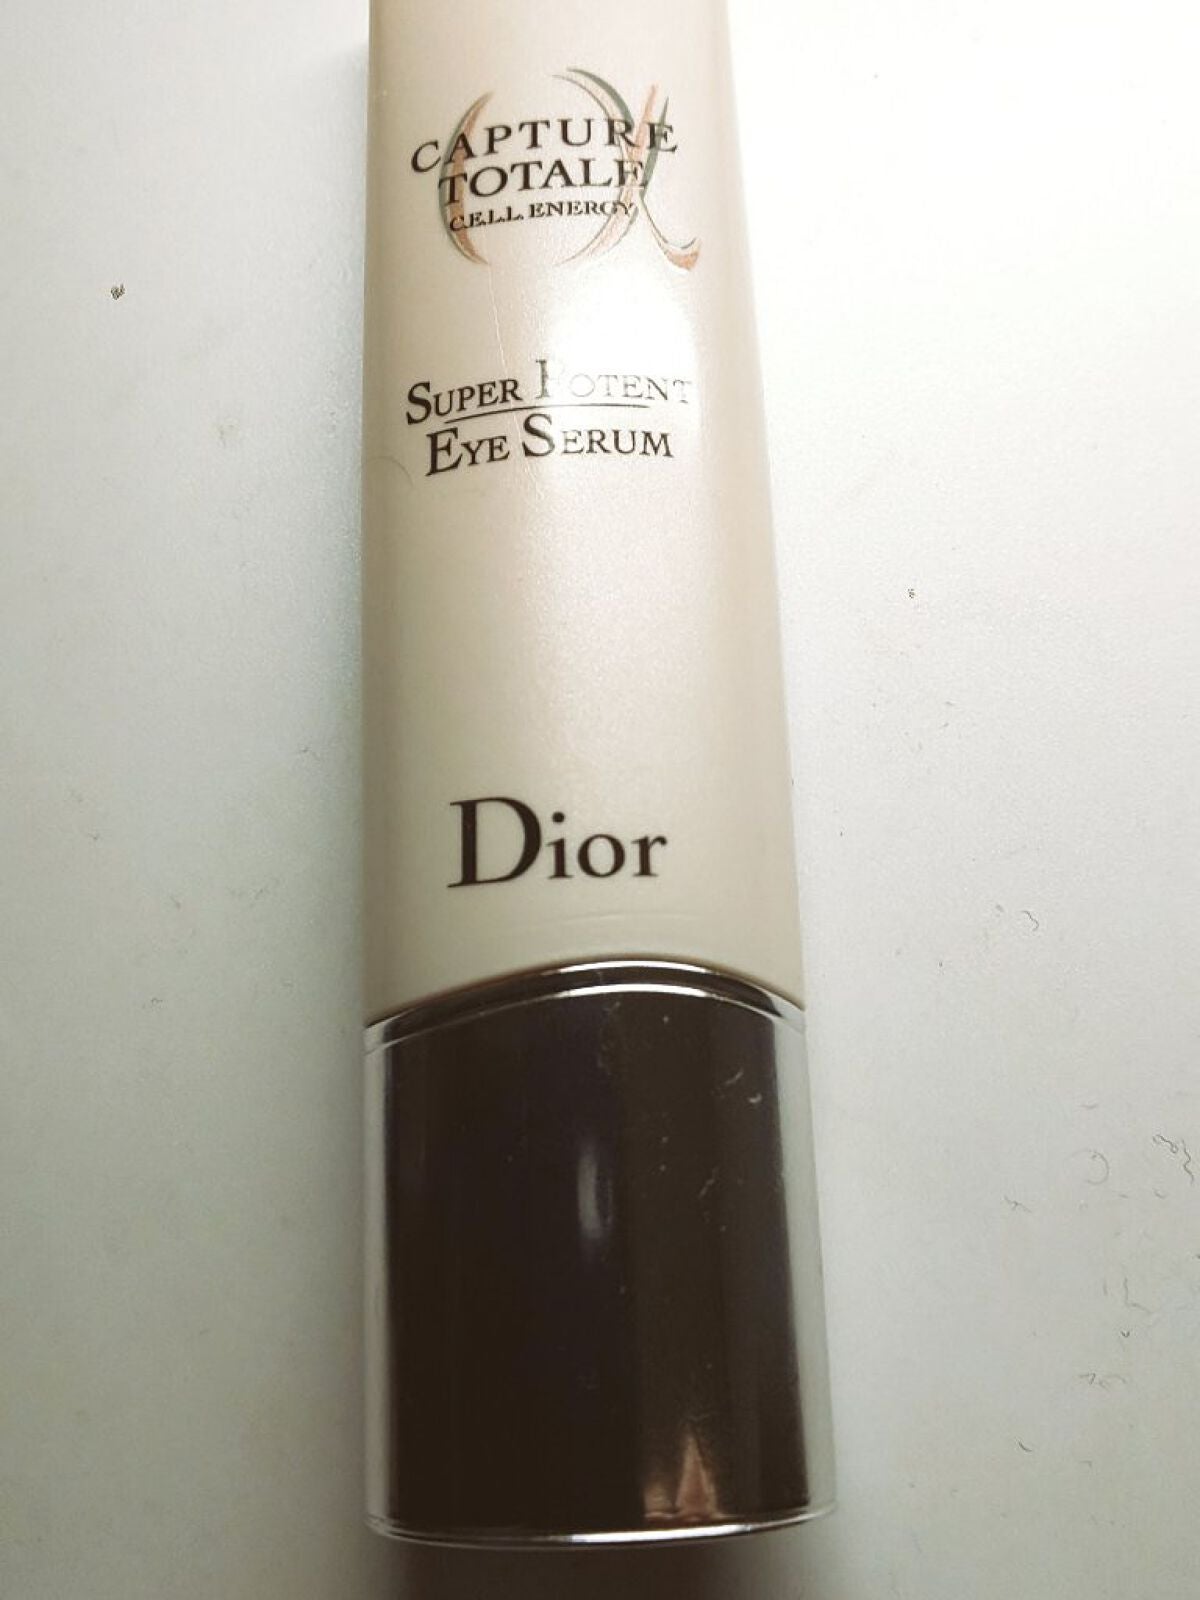 CAPTURE
TOTALE
C.E.L.L. ENERGY
SUPER POTENT
EYE SERUM
Dior